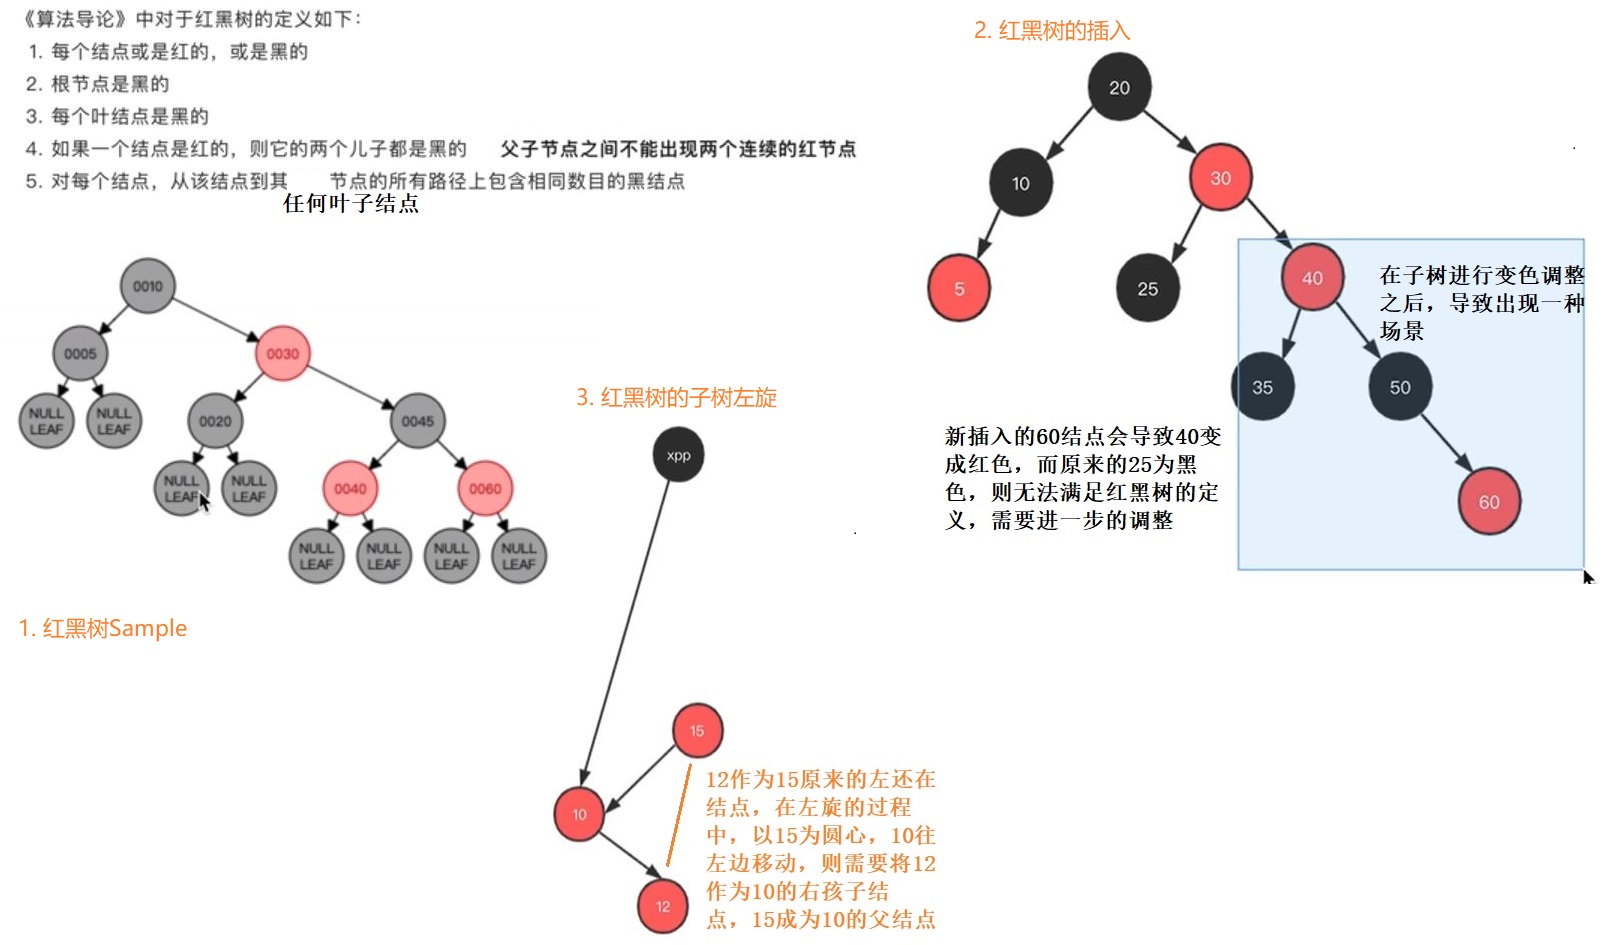 《算法导论》中对于红黑树的定义如下：
1. 每个结点或是红的，或是黑的
2. 根节点是黑的
3. 每个叶结点是黑的
4. 如果一个结点是红的，则它的两个儿子都是黑的 父子节点之间不能出现两个连续的红节点
5. 对每个结点，从该结点到其 节点的所有路径上包含相同数目的黑结点
任何叶子结点
0010
0005
0030
NULL
LEAF
NULL
LEAF
0020
0045
NULL
LEAF
NULL
LEAF
0040
0060
NULL
LEAF
NULL
LEAF
NULL
LEAF
NULL
LEAF
1. 红黑树Sample
2. 红黑树的插入
20
10
30
5
25
40
在子树进行变色调整
之后，导致出现一种
场景
35
50
60
新插入的60结点会导致40变
成红色，而原来的25为黑
色，则无法满足红黑树的定
义，需要进一步的调整
3. 红黑树的子树左旋
xpp
15
10
12
12作为15原来的左还在
结点，在左旋的过程
中，以15为圆心，10往
左边移动，则需要将12
作为10的右孩子结
点，15成为10的父结点